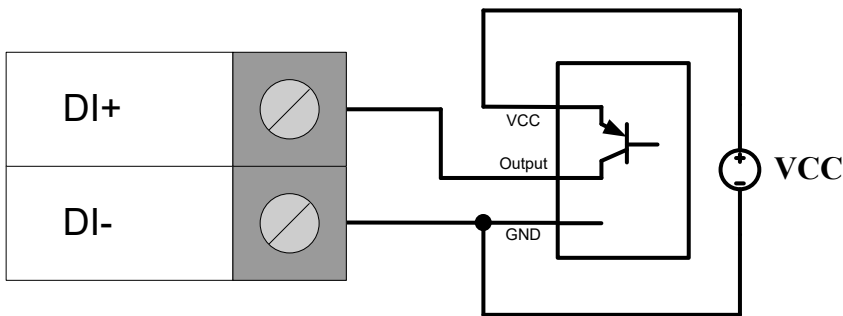 DI+
VCC
Output
VCC
DI-
GND